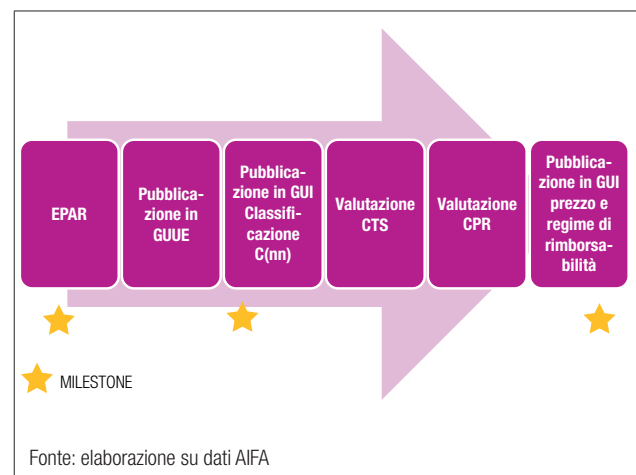 EPAR
Pubblica-
zione in
GUUE
Pubblica-
zione in GUI
Classifi-
cazione
C(nn)
Valutazione
CTS
Valutazione
CPR
Pubblica-
zione in GUI
prezzo e
regime di
rimborsa-
bilità
MILESTONE
Fonte: elaborazione su dati AIFA